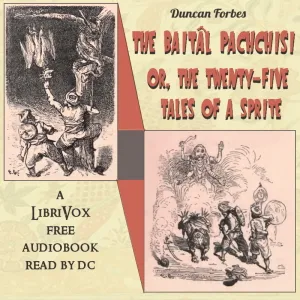 Duncan Forbes
THE BAITÂL PACHCHISI
OR, THE TWENTY-FIVE
TALES OF A SPRITE
A
LIBRIVOX
FREE
AUDIOBOOK
READ BY DC